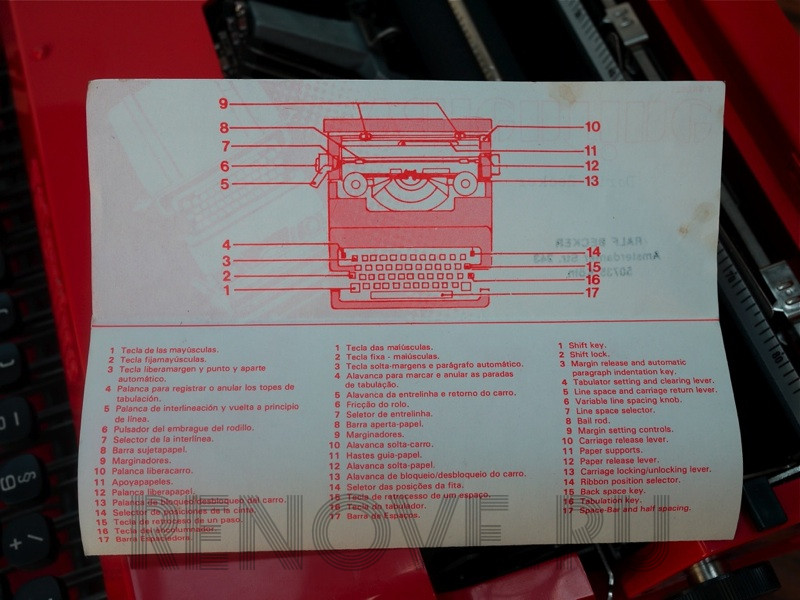 9
8
7
6
5
10
11
12
13
4
3
2
1
14
15
16
17
RALF BECKER
Amsterdamer Str. 243
1 Tecla de las mayúsculas.
2 Tecla fijamayúsculas.
3 Tecla liberamargen y punto y aparte
automático.
4 Palanca para registrar o anular los topes de
tabulación.
5 Palanca de interlineación y vuelta a principio
de línea.
6 Pulsador del embrague del rodillo.
7 Selector de la interlínea.
8 Barra sujetapapel.
9 Marginadores.
10 Palanca liberacarro.
11 Apoyapapeles.
12 Palanca liberapapel.
13 Palanca de bloqueo/desbloqueo del carro.
14 Selector de posiciones de la cinta.
15 Tecla de retroceso de un paso.
16 Tecla del encolumnador.
17 Barra Espaciadora.
1 Tecla das maiúsculas.
2 Tecla fixa - maiúsculas.
3 Tecla solta-margens e parágrafo automático.
4 Alavanca para marcar e anular as paradas
de tabulação.
5 Alavanca da entrelinha e retorno do carro.
6 Fricção do rolo.
7 Seletor de entrelinha.
8 Barra aperta-papel.
9 Marginadores.
10 Alavanca solta-carro.
11 Hastes guia-papel.
12 Alavanca solta-papel.
13 Alavanca de bloqueio/desbloqueio do carro.
14 Seletor das posições da fita.
15 Tecla de retrocesso de um espaço.
16 Tecla do tabulador.
17 Barra de Espaços.
1 Shift key.
2 Shift lock.
3 Margin release and automatic
paragraph indentation key.
4 Tabulator setting and clearing lever.
5 Line space and carriage return lever.
6 Variable line spacing knob.
7 Line space selector.
8 Bail rod.
9 Margin setting controls.
10 Carriage release lever.
11 Paper supports.
12 Paper release lever.
13 Carriage locking/unlocking lever.
14 Ribbon position selector.
15 Back space key.
16 Tabulation key.
17 Space-Bar and half spacing.
RENOVE.RU